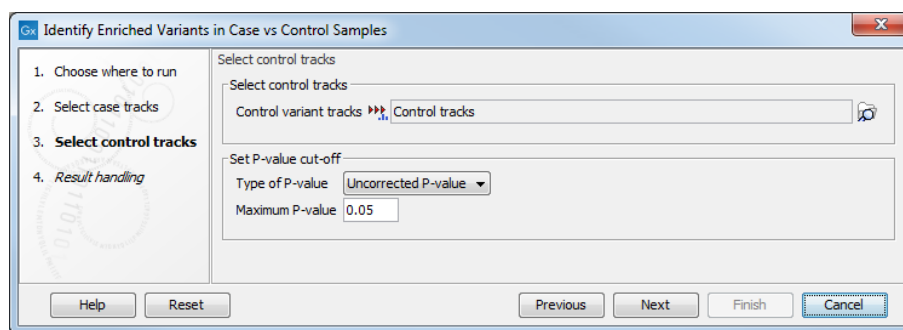 Gx Identify Enriched Variants in Case vs Control Samples
1. Choose where to run
2. Select case tracks
3. Select control tracks
4. Result handling
Select control tracks
Select control tracks
Control variant tracks Control tracks
Set P-value cut-off
Type of P-value Uncorrected P-value
Maximum P-value 0.05
Help Reset Previous Next Finish Cancel